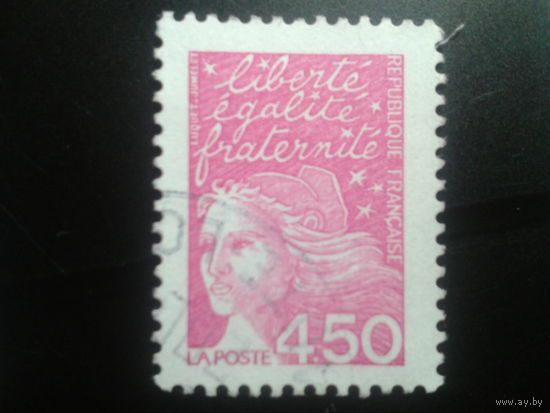 liberté
égalité
fraternité
RÉPUBLIQUE FRANÇAISE
LUQUET. JUMELET
LA POSTE
4.50
www.ay.by